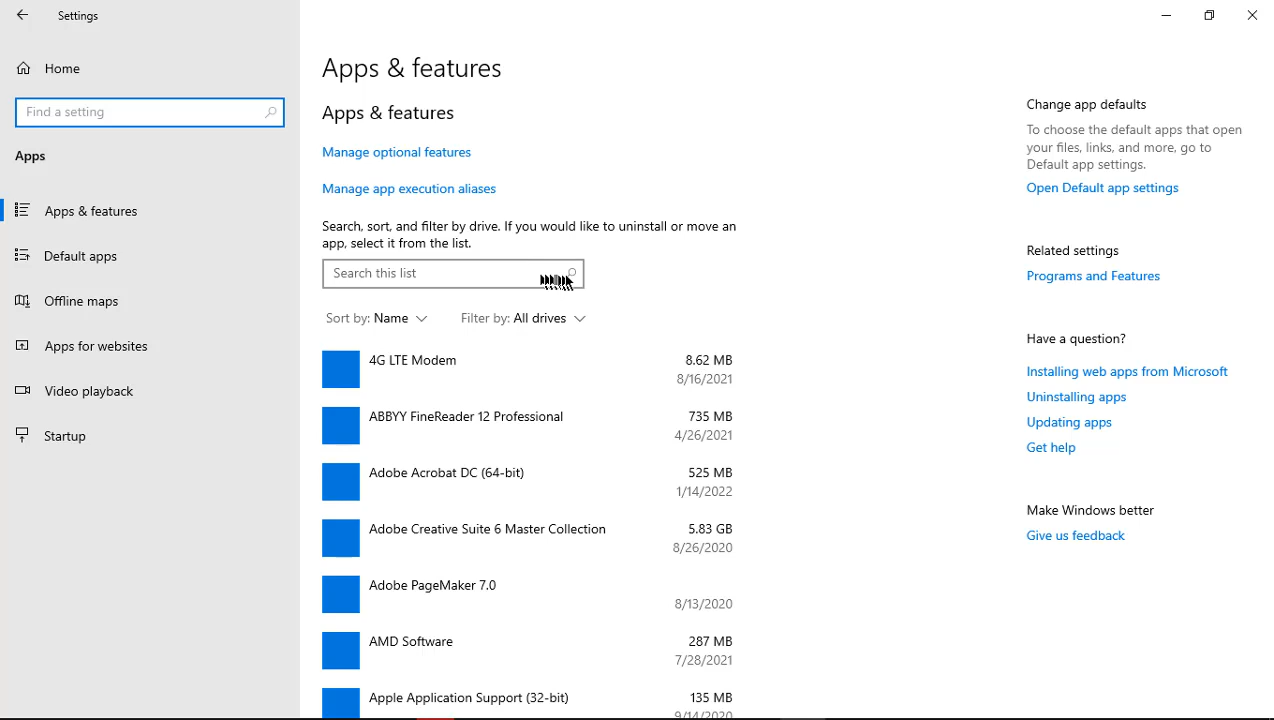 Settings
Home
Find a setting
Apps
Apps & features
Default apps
Offline maps
Apps for websites
Video playback
Startup
Apps & features
Apps & features
Manage optional features
Manage app execution aliases
Search, sort, and filter by drive. If you would like to uninstall or move an
app, select it from the list.
Search this list
Sort by: Name
Filter by: All drives
4G LTE Modem
8.62 MB
8/16/2021
ABBYY FineReader 12 Professional
735 MB
4/26/2021
Adobe Acrobat DC (64-bit)
525 MB
1/14/2022
Adobe Creative Suite 6 Master Collection
5.83 GB
8/26/2020
Adobe PageMaker 7.0
8/13/2020
AMD Software
287 MB
7/28/2021
Apple Application Support (32-bit)
135 MB
9/14/2020
Change app defaults
To choose the default apps that open
your files, links, and more, go to
Default app settings.
Open Default app settings
Related settings
Programs and Features
Have a question?
Installing web apps from Microsoft
Uninstalling apps
Updating apps
Get help
Make Windows better
Give us feedback